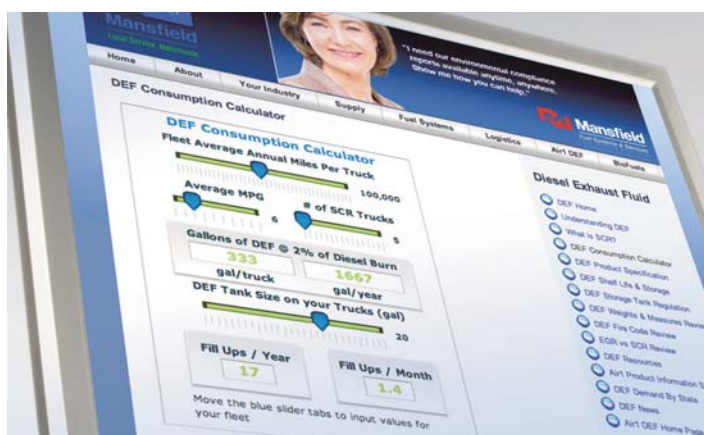 Mansfield
Local Service. Nationwide.
"I need our environmental compliance
reports available anytime, anywhere.
Show me how you can help."
Mansfield
Fuel Systems & Services
Home About Your Industry Supply Fuel Systems Logistics Air1 DEF BioFuels
DEF Consumption Calculator
DEF Consumption Calculator
Fleet Average Annual Miles Per Truck
100,000
Average MPG
6
# of SCR Trucks
5
Gallons of DEF @ 2% of Diesel Burn
333
gal/truck
1667
gal/year
DEF Tank Size on your Trucks (gal)
20
Fill Ups / Year
17
Fill Ups / Month
1.4
Move the blue slider tabs to input values for
your fleet
Diesel Exhaust Fluid
DEF Home
Understanding DEF
What is SCR?
DEF Consumption Calculator
DEF Product Specification
DEF Shelf Life & Storage
DEF Storage Tank Regulation
DEF Weights & Measures Revie
DEF Fire Code Review
EGR vs SCR Review
DEF Resources
Air1 Product Information S
DEF Demand By State
DEF News
Air1 DEF Home Page